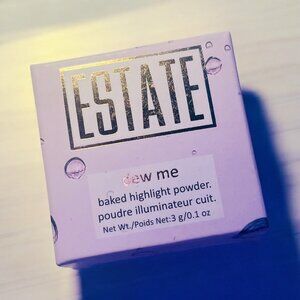 ESTATE
dew me
baked highlight powder.
poudre illuminateur cuit.
Net Wt./Poids Net:3 g/0.1 oz